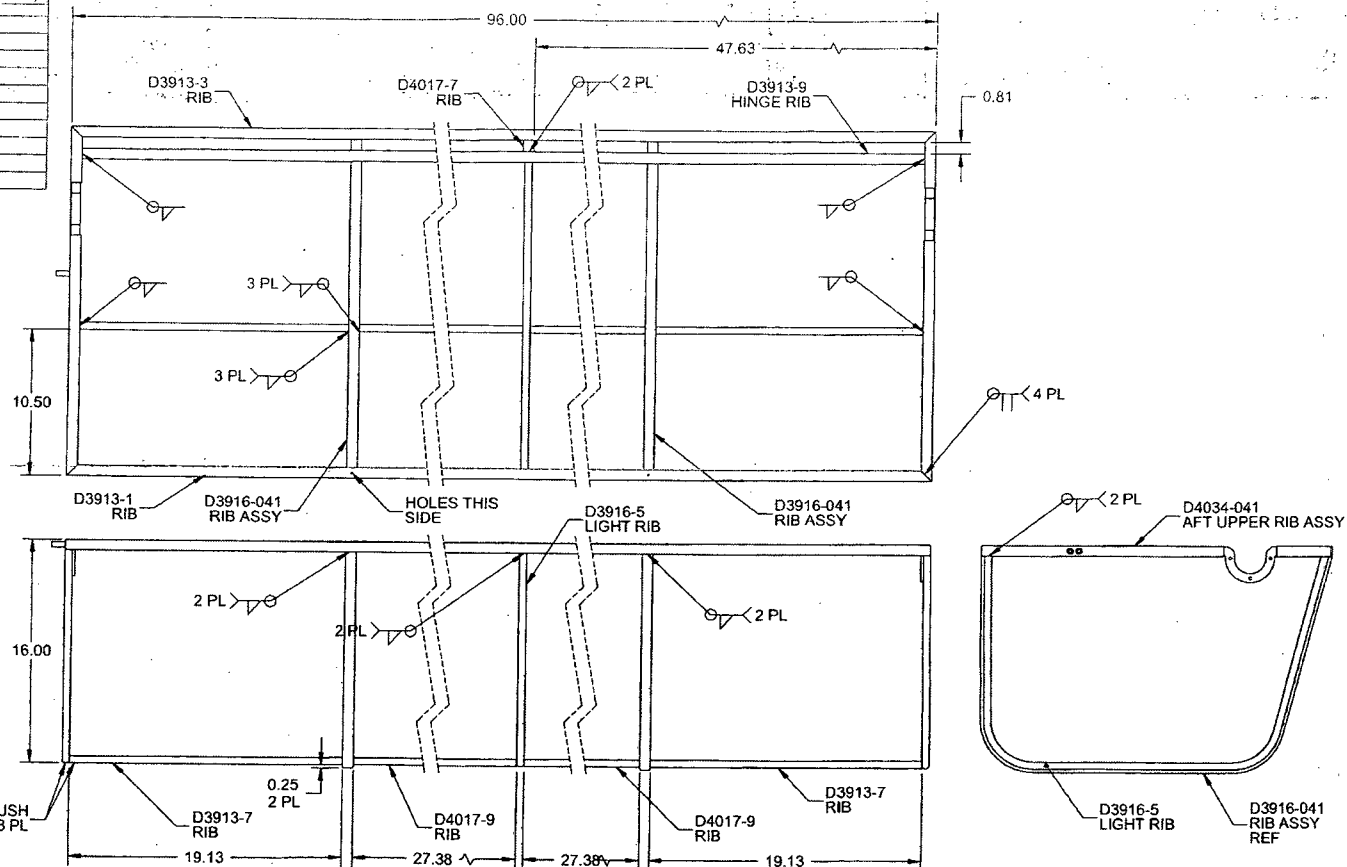 96.00
47.63
D3913-3
RIB
D4017-7
RIB
2 PL
D3913-9
HINGE RIB
0.81
3 PL
3 PL
10.50
4 PL
D3913-1
RIB
D3916-041
RIB ASSY
HOLES THIS
SIDE
D3916-5
LIGHT RIB
D3916-041
RIB ASSY
2 PL
D4034-041
AFT UPPER RIB ASSY
2 PL
2 PL
2 PL
16.00
0.25
2 PL
USH
3 PL
D3913-7
RIB
D4017-9
RIB
D4017-9
RIB
D3913-7
RIB
D3916-5
LIGHT RIB
D3916-041
RIB ASSY
REF
19.13
27.38
27.38
19.13